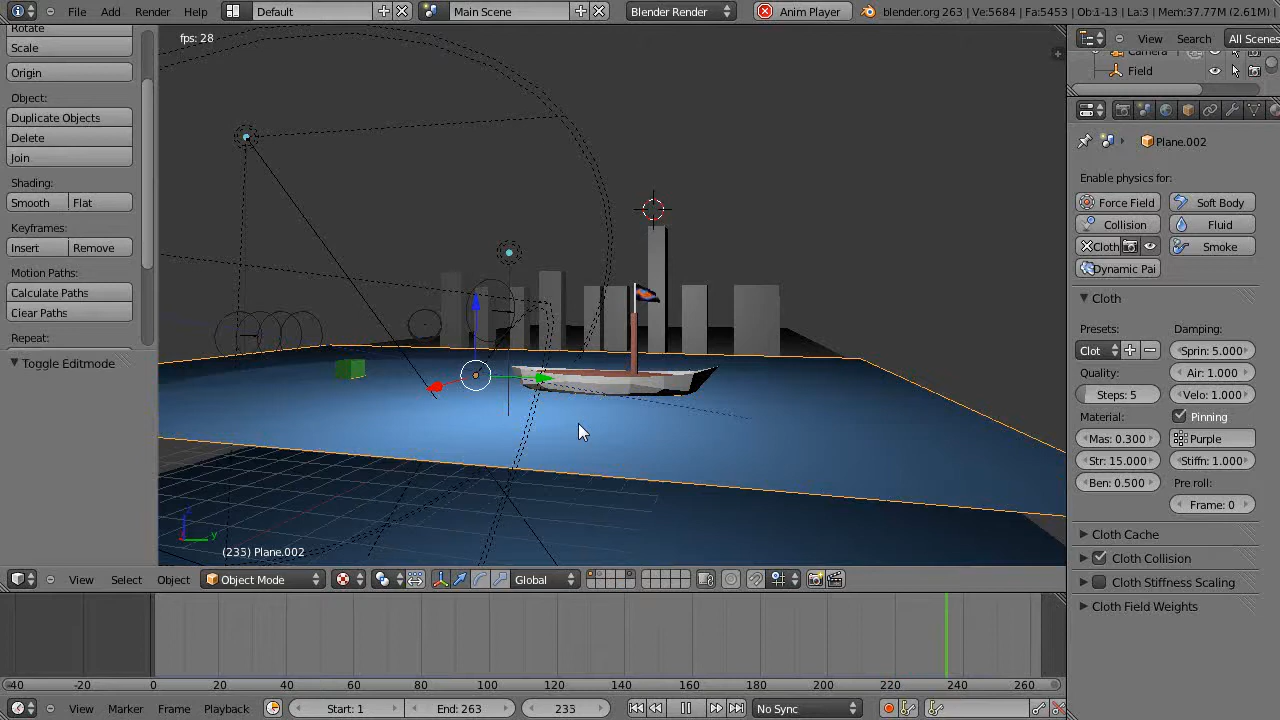 File Add Render Help Default Main Scene Blender Render Anim Player blender.org 263 | Ve:5684 | Fa:5453 | Ob:1-13 | La:3 | Mem:37.77M (2.61M) |
Rotate
Scale
Origin
Object:
Duplicate Objects
Delete
Join
Shading:
Smooth Flat
Keyframes:
Insert Remove
Motion Paths:
Calculate Paths
Clear Paths
Repeat:
Toggle Editmode
fps: 28
(235) Plane.002
View Select Object Object Mode Global
View Search All Scenes
Camera
Field
Plane.002
Enable physics for:
Force Field Soft Body
Collision Fluid
Cloth Smoke
Dynamic Pai
Cloth
Presets: Damping:
Clot Sprin: 5.000
Quality: Air: 1.000
Steps: 5 Velo: 1.000
Material: Pinning
Mas: 0.300 Purple
Str: 15.000 Stiffn: 1.000
Ben: 0.500 Pre roll:
Frame: 0
Cloth Cache
Cloth Collision
Cloth Stiffness Scaling
Cloth Field Weights
-40 -20 0 20 40 60 80 100 120 140 160 180 200 220 240 260
View Marker Frame Playback Start: 1 End: 263 235 No Sync